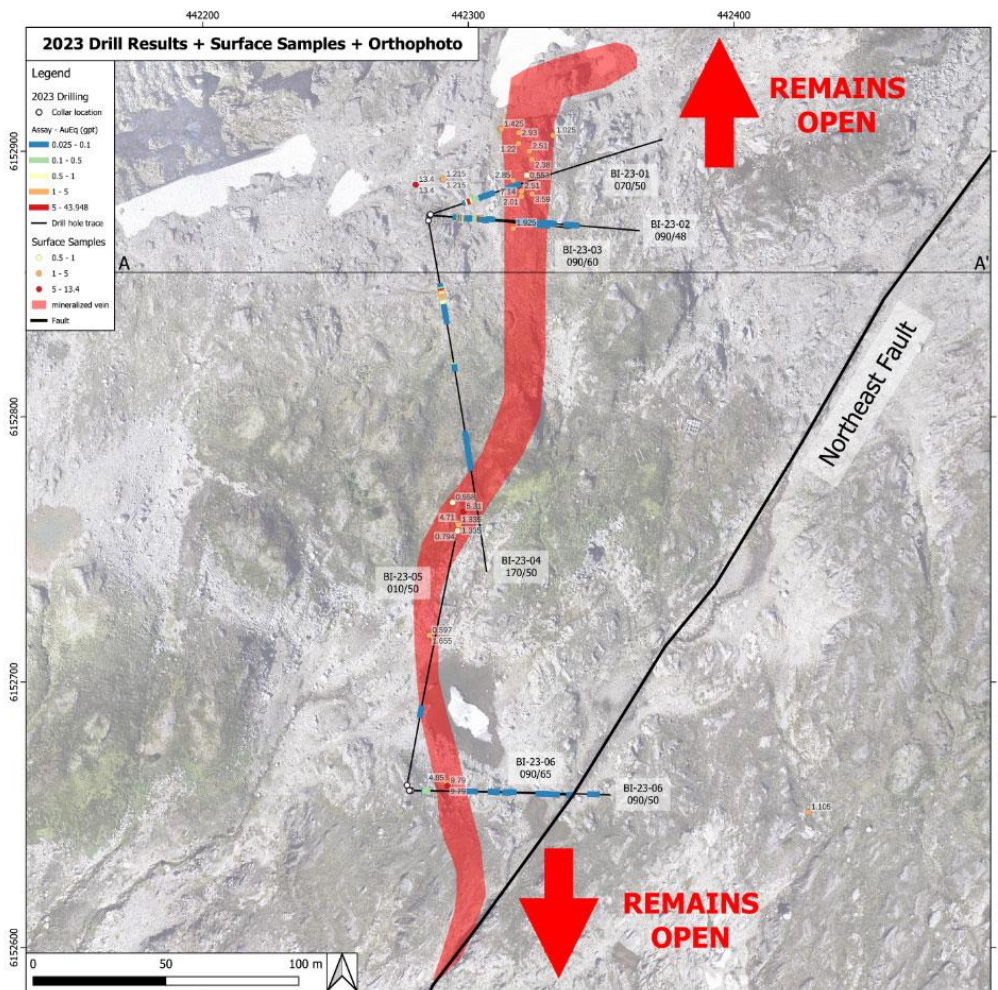 442200
442300
442400
2023 Drill Results + Surface Samples + Orthophoto
Legend
2023 Drilling
Collar location
Assay - AuEq (gpt)
0.025 - 0.1
0.1 - 0.5
0.5 - 1
1 - 5
5 - 43.948
Drill hole trace
Surface Samples
0.5 - 1
1 - 5
5 - 13.4
mineralized vein
Fault
REMAINS
OPEN
6152900
6152800
6152700
6152600
1.425
2.93
1.025
1.22
2.51
2.38
2.85
0.553
13.4
1.215
13.4
1.215
2.51
14
2.01
3.59
1.925
BI-23-01
070/50
BI-23-02
090/48
BI-23-03
090/60
A
A'
Northeast Fault
0.558
5.31
4.71
1.335
0.794
1.335
BI-23-04
170/50
BI-23-05
010/50
0.597
1.655
4.85
9.79
9.79
BI-23-06
090/65
BI-23-06
090/50
1.105
REMAINS
OPEN
0
50
100 m